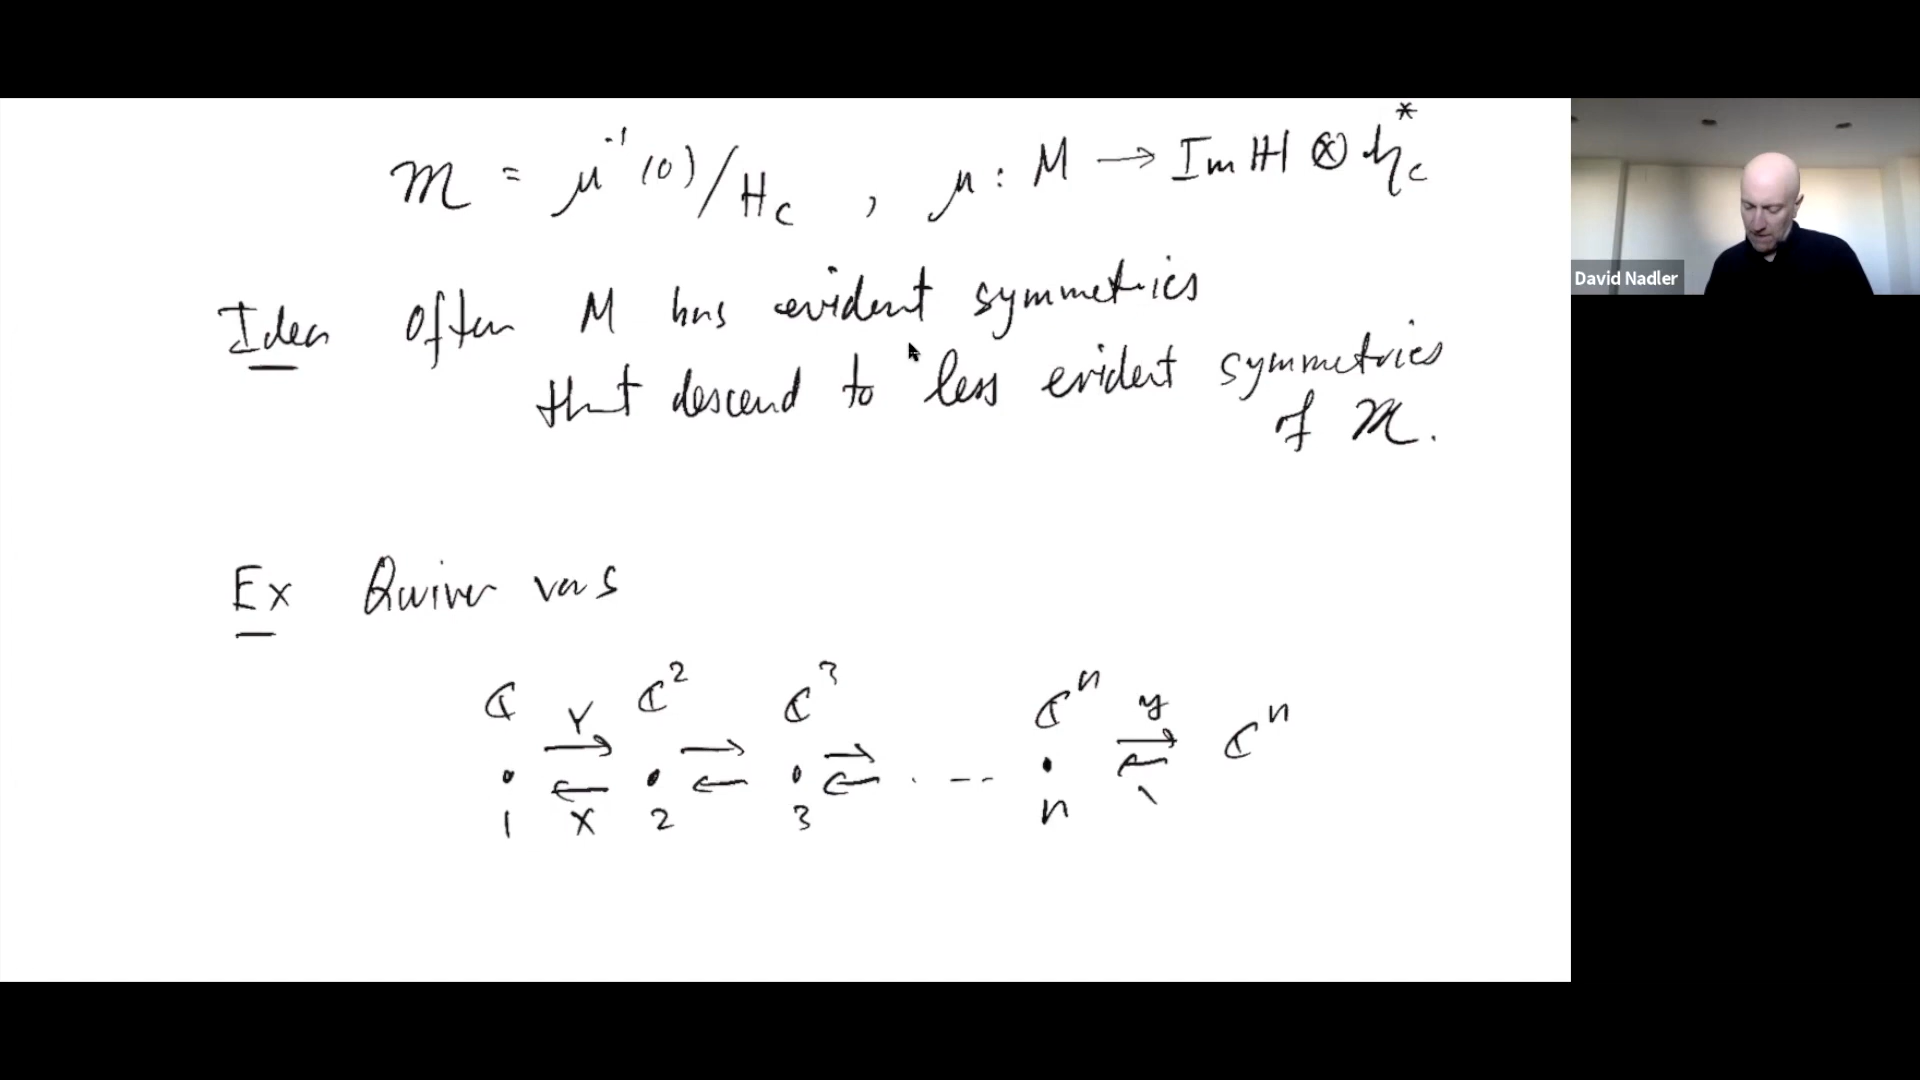 𝔐 = μ⁻¹(0)/H_c , μ : M → Im ℍ ⊗ 𝔥_c^*
Idea Often M has evident symmetries
that descend to less evident symmetries
of 𝔐.
Ex Quiver vars
ℂ Y ℂ² ℂ³ ℂⁿ y ℂⁿ
⇄ ⇄ ⇄ · -- ⇄
1 X 2 3 n
David Nadler